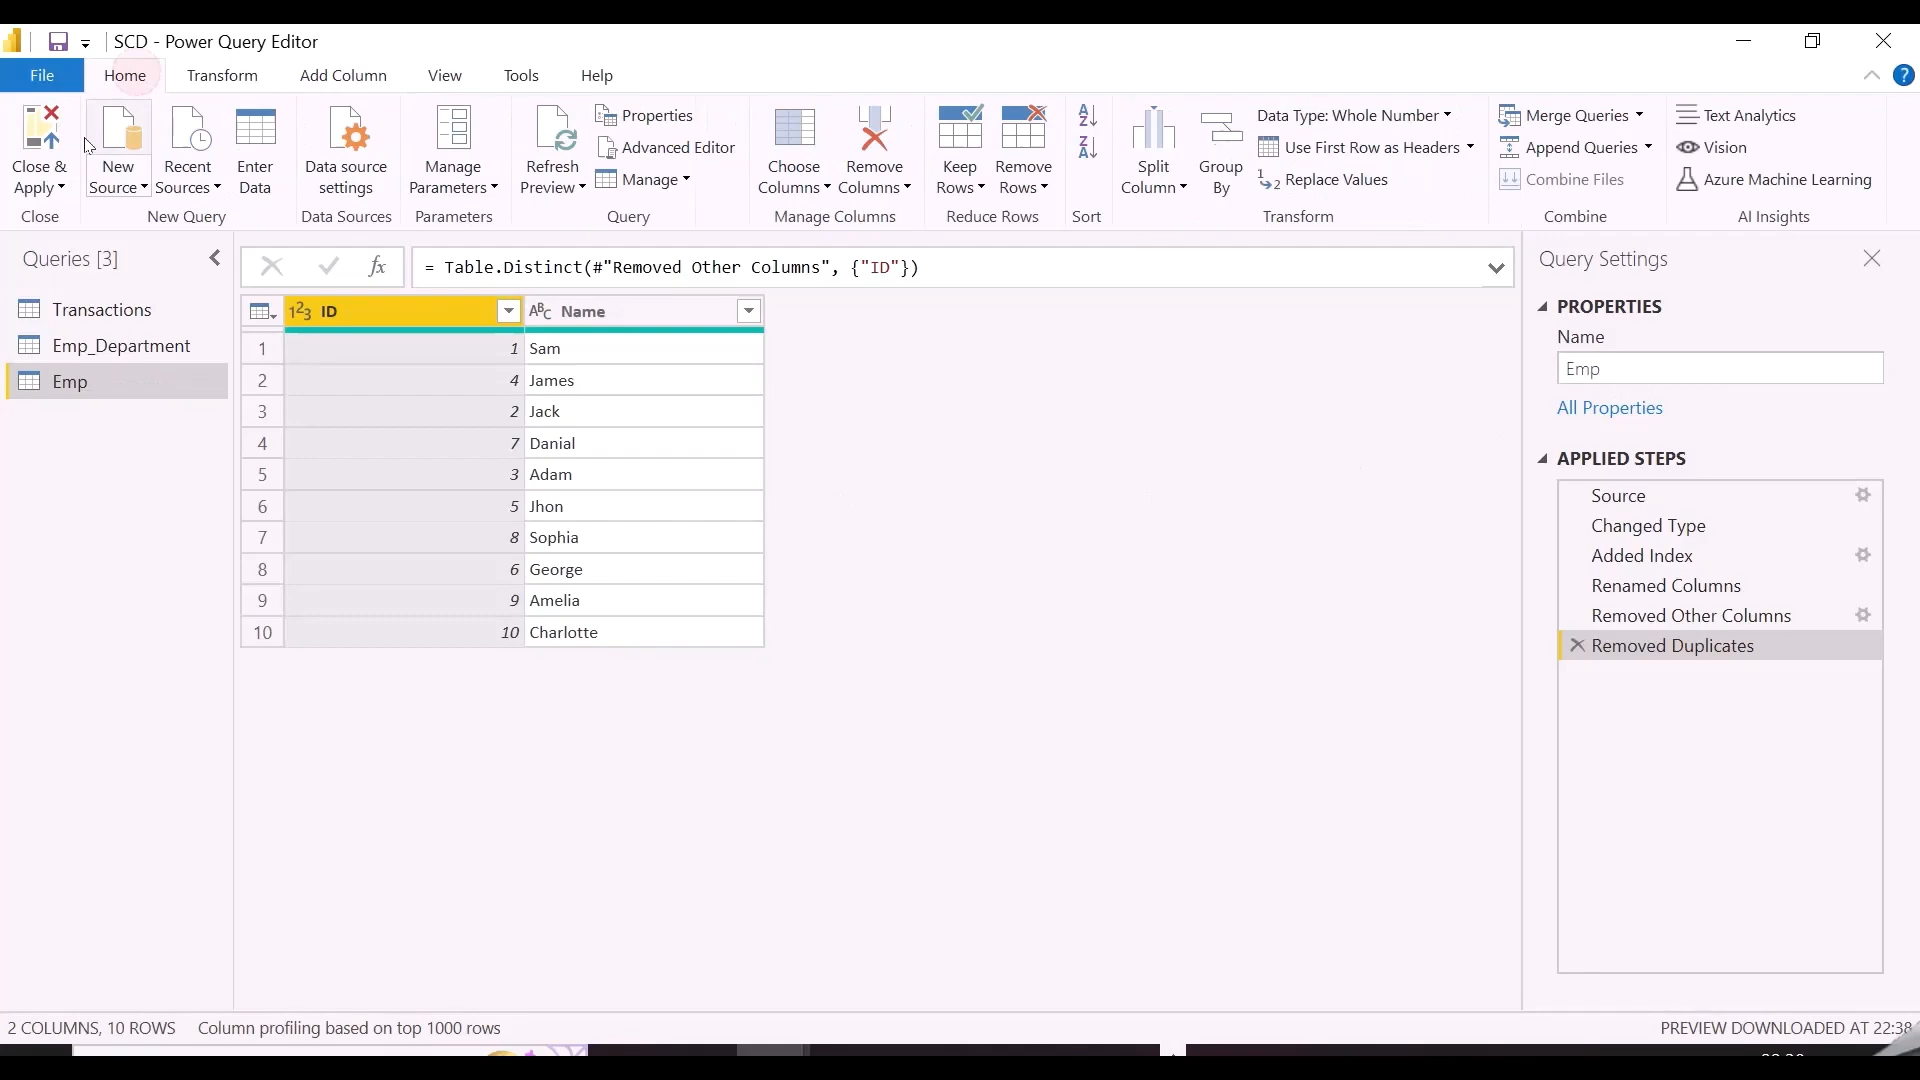 SCD - Power Query Editor
File Home Transform Add Column View Tools Help
Close & Apply
New Source
Recent Sources
Enter Data
Data source settings
Manage Parameters
Refresh Preview
Properties
Advanced Editor
Manage
Choose Columns
Remove Columns
Keep Rows
Remove Rows
Split Column
Group By
Data Type: Whole Number
Use First Row as Headers
1 2 Replace Values
Merge Queries
Append Queries
Combine Files
Text Analytics
Vision
Azure Machine Learning
Close New Query Data Sources Parameters Query Manage Columns Reduce Rows Sort Transform Combine AI Insights
Queries [3]
Transactions
Emp_Department
Emp
fx = Table.Distinct(#"Removed Other Columns", {"ID"})
123 ID ABC Name
1 1 Sam
2 4 James
3 2 Jack
4 7 Danial
5 3 Adam
6 5 Jhon
7 8 Sophia
8 6 George
9 9 Amelia
10 10 Charlotte
Query Settings
PROPERTIES
Name
Emp
All Properties
APPLIED STEPS
Source
Changed Type
Added Index
Renamed Columns
Removed Other Columns
Removed Duplicates
2 COLUMNS, 10 ROWS Column profiling based on top 1000 rows PREVIEW DOWNLOADED AT 22:38